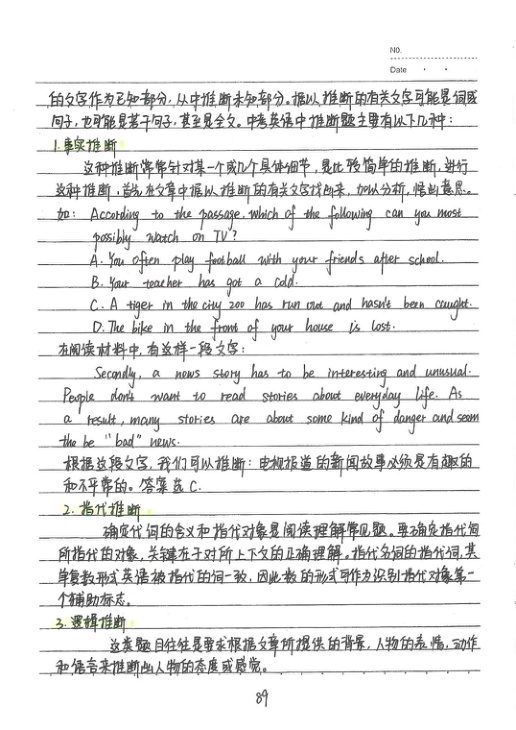 NO.
Date
的文字作为已知部分,从中推断未知部分。据以推断的有关文字可能是词或
句子,也可能是若干句子,甚至是全文。中考英语中推断题主要有以下几种:
1.事实推断
这种推断常常针对某一个或几个具体细节,是比较简单的推断,进行
这种推断,首先在文章中据以推断的有关文字找出来,加以分析,悟出意思。
如: According to the passage. which of the following can you most
possibly watch on TV?
A. You often play football with your friends after school.
B. Your teacher has got a cold.
C. A tiger in the city zoo has run out and hasn't been caught.
D. The bike in the front of your house is lost.
在阅读材料中,有这样一段文字:
Secondly, a news story has to be interesting and unusual.
People don't want to read stories about everyday life. As
a result, many stories are about some kind of danger and seem
the be "bad" news.
根据这段文字,我们可以推断:电视报道的新闻故事必须是有趣的
和不平常的。答案选C.
2.指代推断
确定代词的含义和指代对象是阅读理解常见题。要确定指代词
所指代的对象,关键在于对所上下文的正确理解。指代名词的指代词,其
单复数形式英语被指代的词一致,因此数的形式可作为识别指代对象第一
个辅助标志。
3.逻辑推断
这类题目往往是要求根据文章所提供的背景,人物的表情,动作
和语言来推断出人物的态度或感觉。
89